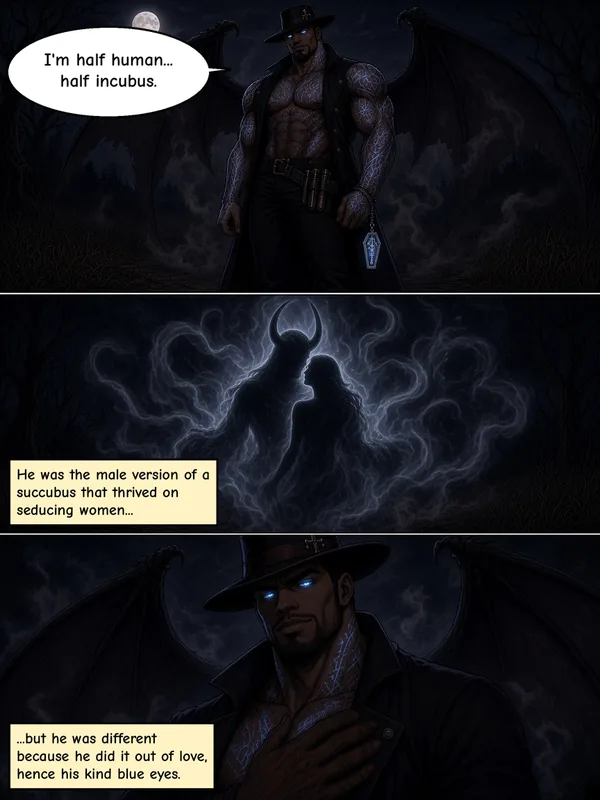 I'm half human...
half incubus.
He was the male version of a
succubus that thrived on
seducing women...
...but he was different
because he did it out of love,
hence his kind blue eyes.